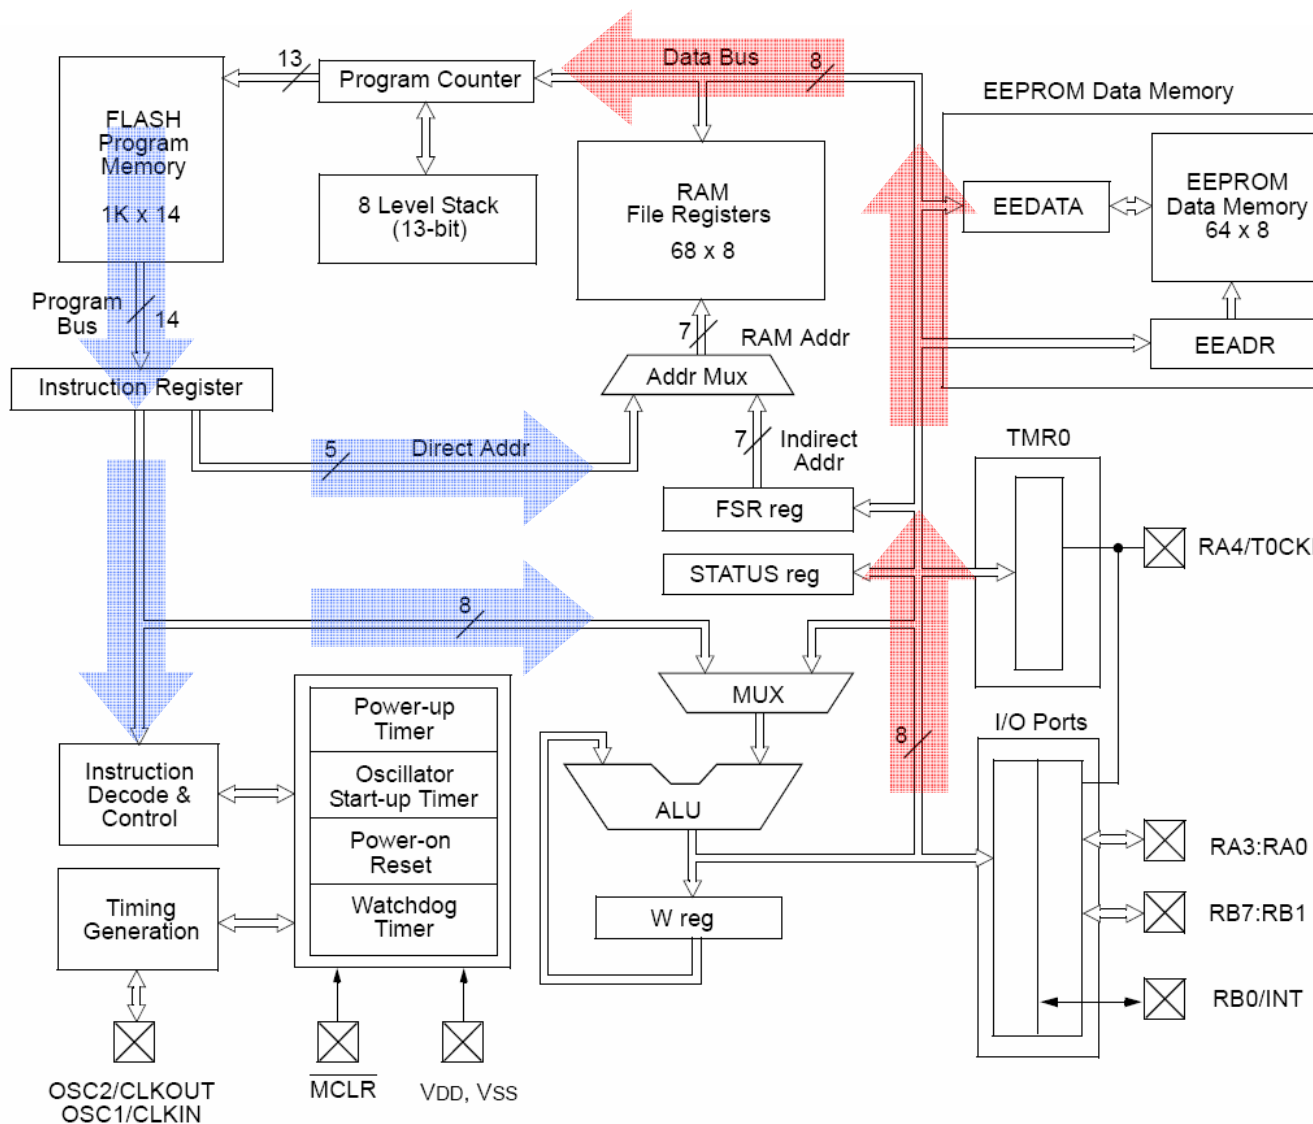 13
Program Counter
Data Bus
8
EEPROM Data Memory
FLASH
Program
Memory
1K x 14
8 Level Stack
(13-bit)
RAM
File Registers
68 x 8
EEDATA
EEPROM
Data Memory
64 x 8
Program
Bus
14
7
RAM Addr
EEADR
Instruction Register
Addr Mux
5
Direct Addr
7
Indirect
Addr
TMR0
FSR reg
STATUS reg
RA4/T0CK
8
MUX
Power-up
Timer
I/O Ports
8
Instruction
Decode &
Control
Oscillator
Start-up Timer
ALU
Power-on
Reset
RA3:RA0
Timing
Generation
Watchdog
Timer
W reg
RB7:RB1
RB0/INT
OSC2/CLKOUT
OSC1/CLKIN
MCLR
VDD, VSS